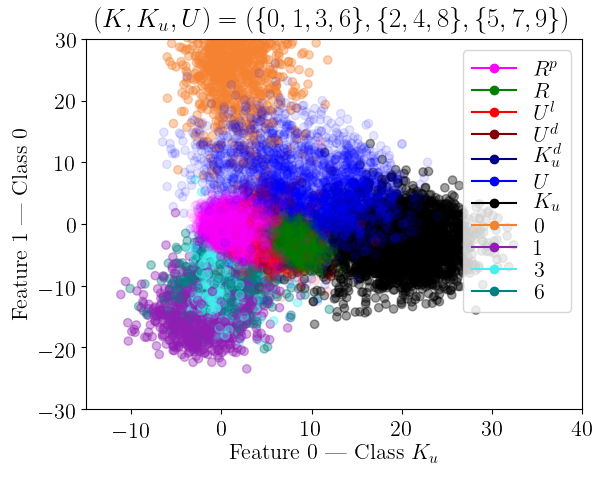 (K, K_u, U) = ({0, 1, 3, 6}, {2, 4, 8}, {5, 7, 9})
30
20
10
0
−10
−20
−30
Feature 1 — Class 0
R^p
R
U^l
U^d
K_u^d
U
K_u
0
1
3
6
−10
0
10
20
30
40
Feature 0 — Class K_u